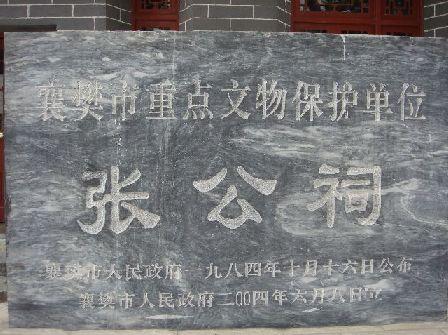 襄樊市重点文物保护单位
张公祠
襄樊市人民政府一九八四年十月十六日公布
襄樊市人民政府二00四年六月八日立